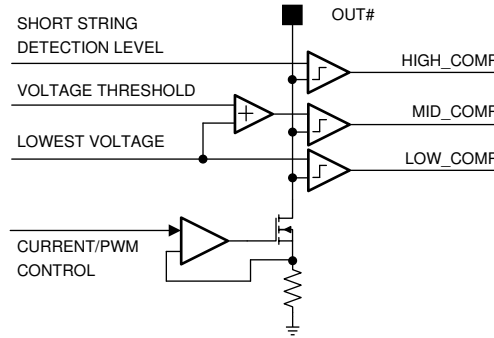 SHORT STRING
DETECTION LEVEL
OUT#
HIGH_COMP
VOLTAGE THRESHOLD
MID_COMP
LOWEST VOLTAGE
LOW_COMP
CURRENT/PWM
CONTROL